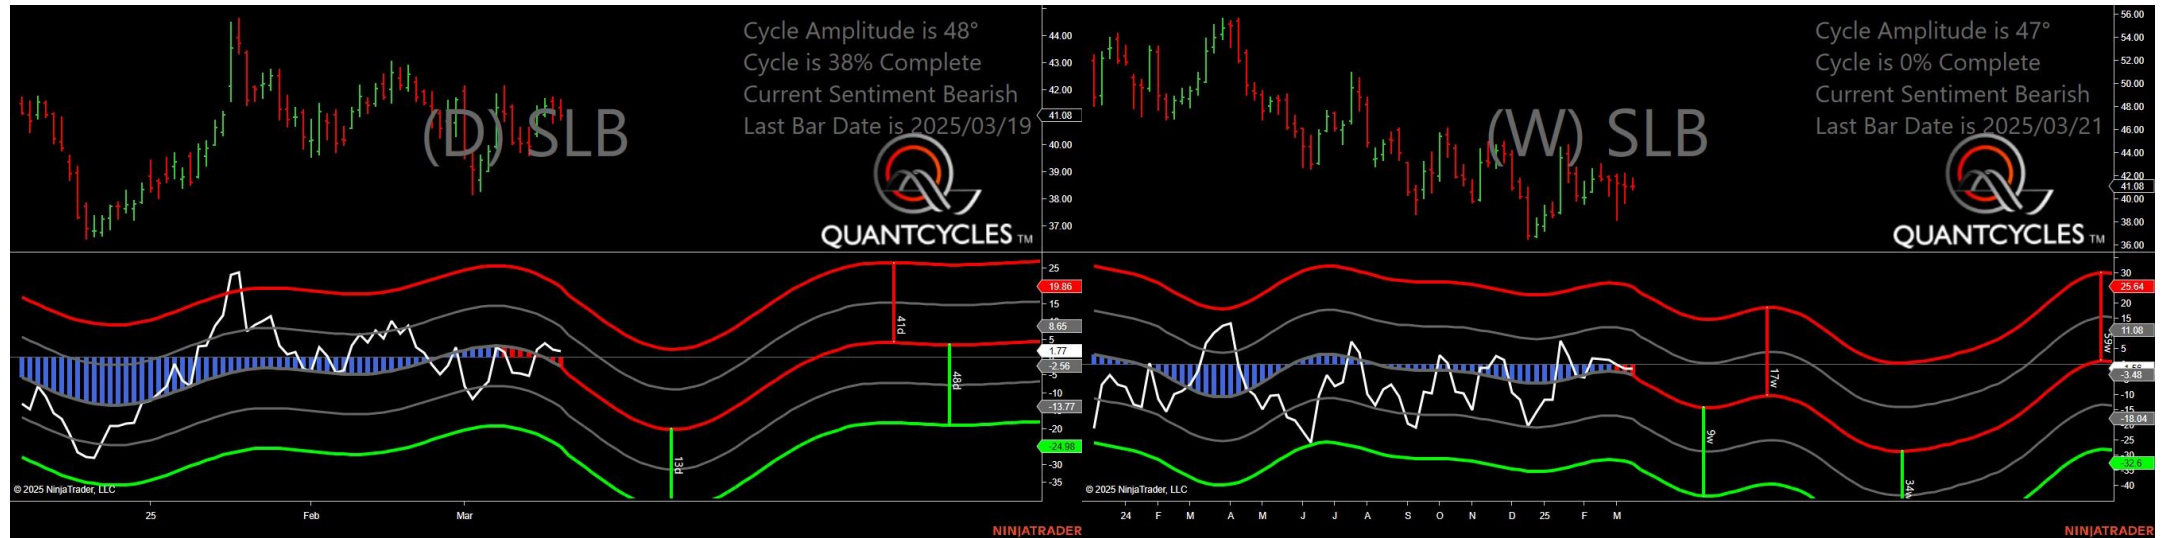 Cycle Amplitude is 48°
Cycle is 38% Complete
Current Sentiment Bearish
Last Bar Date is 2025/03/19
(D) SLB
QUANTCYCLES TM
44.00
43.00
42.00
41.08
40.00
39.00
38.00
37.00
25
19.86
15
8.65
5
1.77
-2.56
-5
-13.77
-20
-24.98
-30
-35
41d
48d
13d
© 2025 NinjaTrader, LLC
25 Feb Mar
NINJATRADER
Cycle Amplitude is 47°
Cycle is 0% Complete
Current Sentiment Bearish
Last Bar Date is 2025/03/21
(W) SLB
QUANTCYCLES TM
56.00
54.00
52.00
50.00
48.00
46.00
44.00
42.00
41.08
40.00
38.00
36.00
30
25.64
20
15
11.08
-3.48
-10
-15
-18.04
-25
-32.6
-40
59w
17w
9w
34w
© 2025 NinjaTrader, LLC
24 F M A M J J A S O N D 25 F M
NINJATRADER